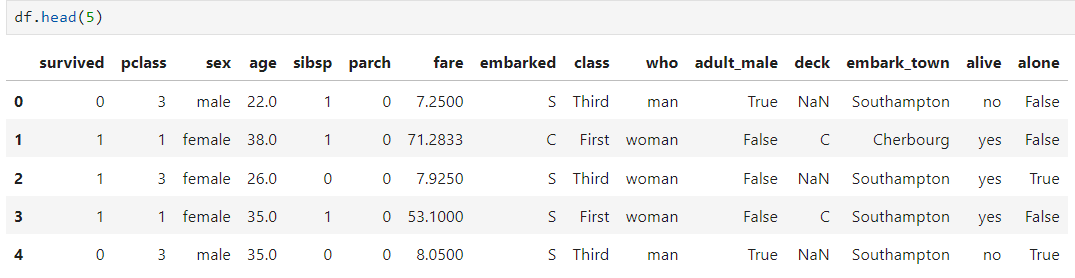 df.head(5)
survived pclass sex age sibsp parch fare embarked class who adult_male deck embark_town alive alone
0 0 3 male 22.0 1 0 7.2500 S Third man True NaN Southampton no False
1 1 1 female 38.0 1 0 71.2833 C First woman False C Cherbourg yes False
2 1 3 female 26.0 0 0 7.9250 S Third woman False NaN Southampton yes True
3 1 1 female 35.0 1 0 53.1000 S First woman False C Southampton yes False
4 0 3 male 35.0 0 0 8.0500 S Third man True NaN Southampton no True